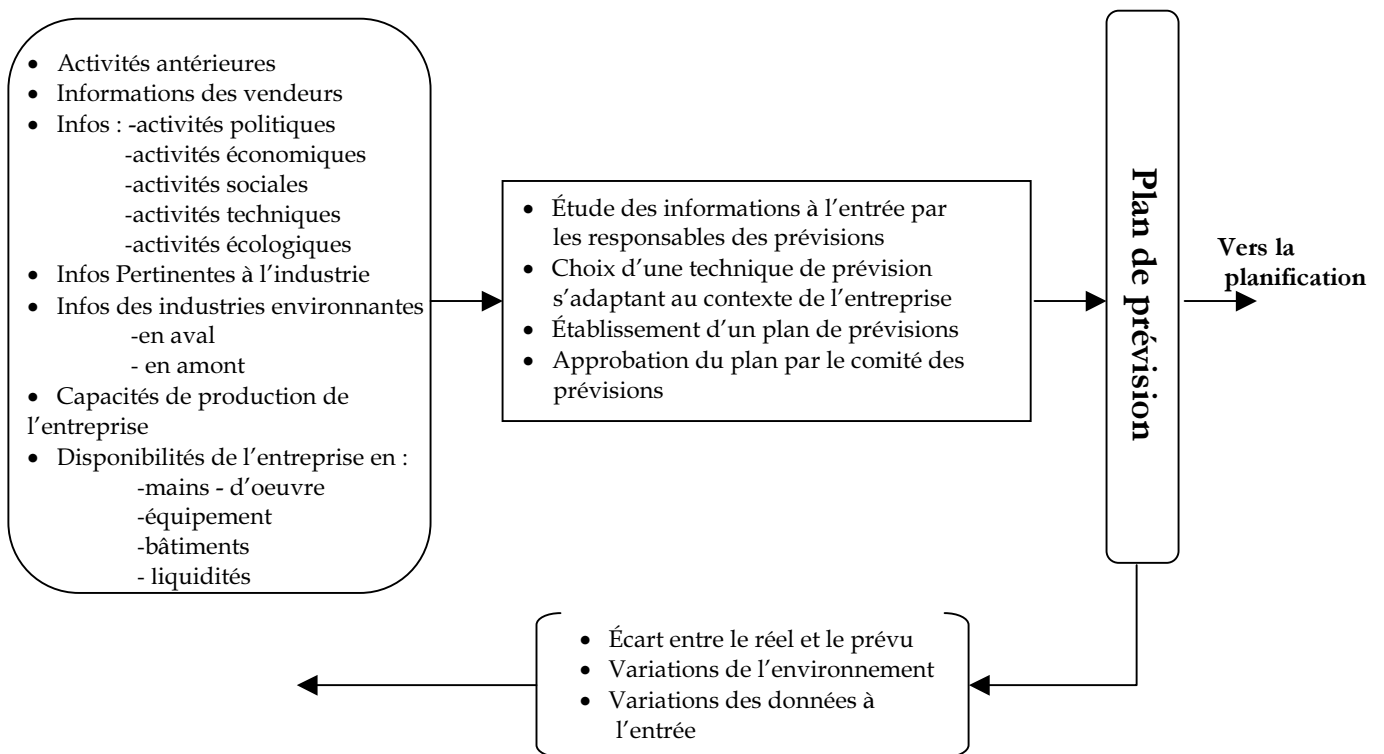 • Activités antérieures
• Informations des vendeurs
• Infos : -activités politiques
-activités économiques
-activités sociales
-activités techniques
-activités écologiques
• Infos Pertinentes à l’industrie
• Infos des industries environnantes
-en aval
- en amont
• Capacités de production de
l’entreprise
• Disponibilités de l’entreprise en :
-mains - d’oeuvre
-équipement
-bâtiments
- liquidités
• Étude des informations à l’entrée par
les responsables des prévisions
• Choix d’une technique de prévision
s’adaptant au contexte de l’entreprise
• Établissement d’un plan de prévisions
• Approbation du plan par le comité des
prévisions
Plan de prévision
Vers la
planification
• Écart entre le réel et le prévu
• Variations de l’environnement
• Variations des données à
l’entrée